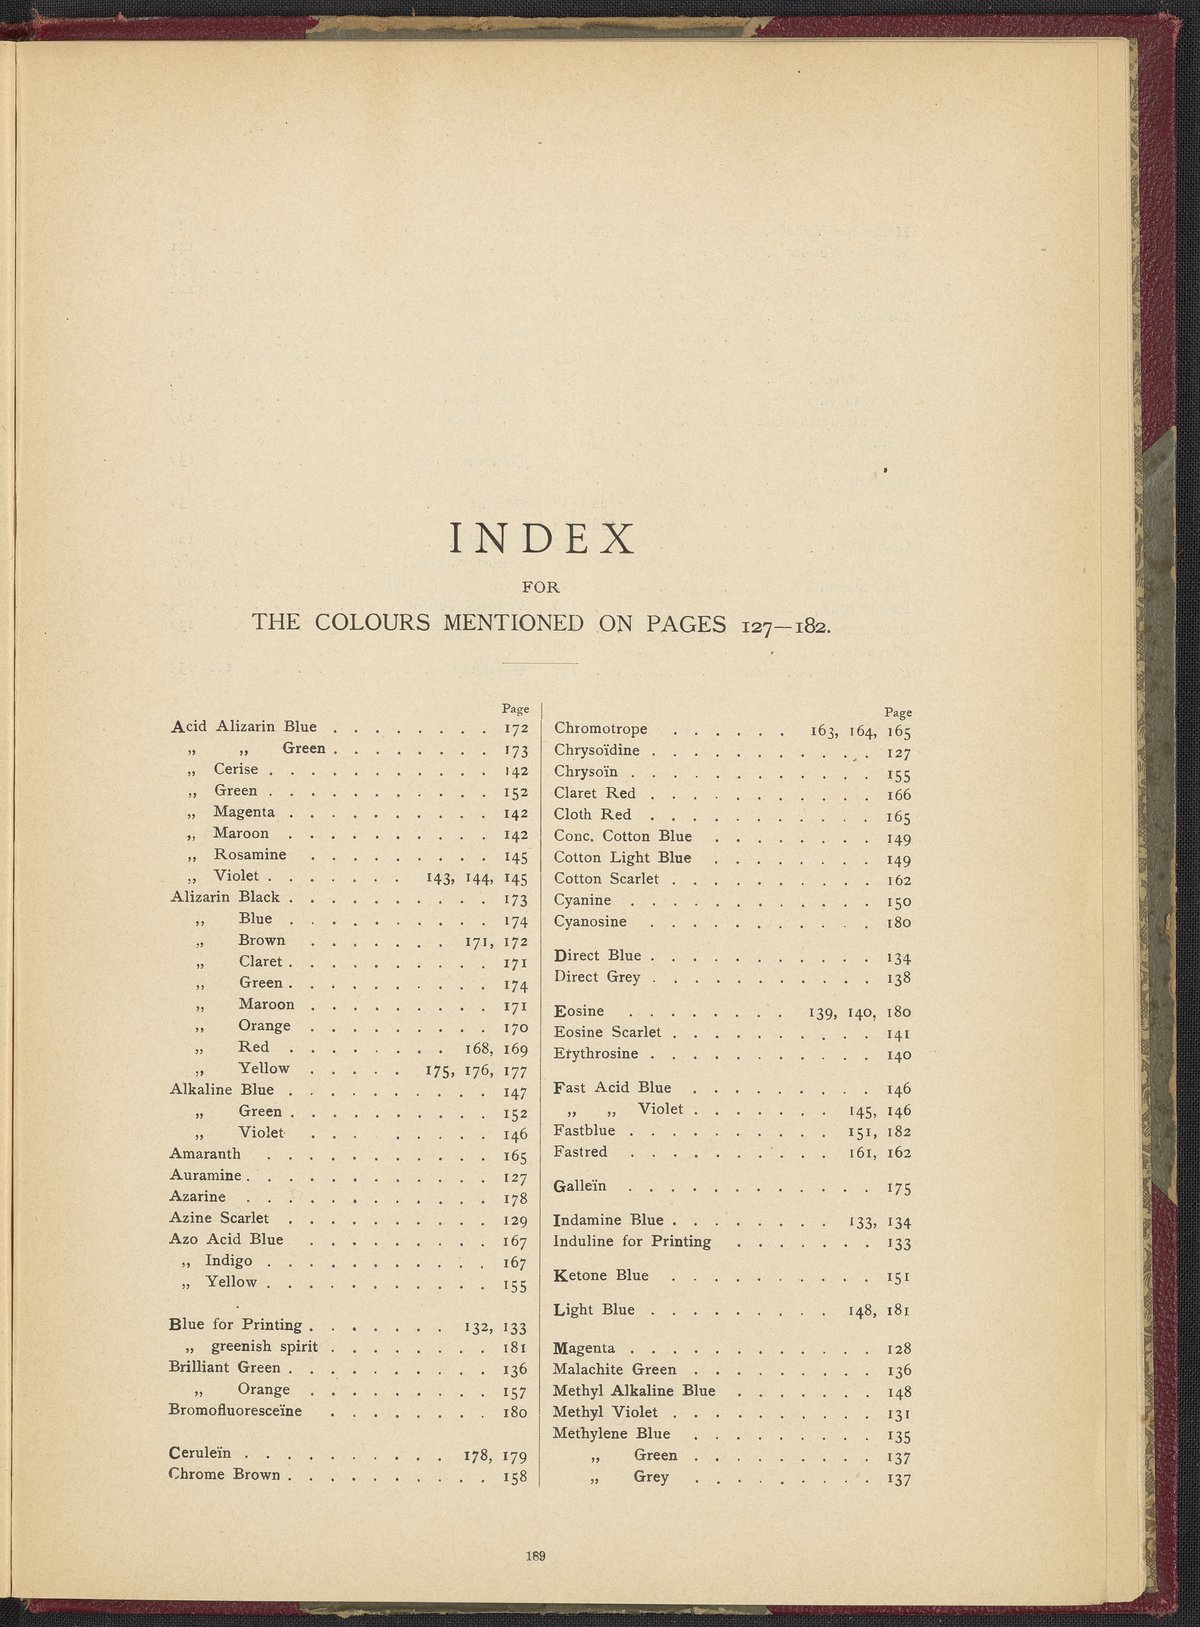 INDEX
FOR
THE COLOURS MENTIONED ON PAGES 127—182.
Page
Acid Alizarin Blue . . . . . . . . 172
„ „ Green . . . . . . . . 173
„ Cerise . . . . . . . . . . . 142
„ Green . . . . . . . . . . . 152
„ Magenta . . . . . . . . . . 142
„ Maroon . . . . . . . . . . 142
„ Rosamine . . . . . . . . . 145
„ Violet . . . . . . . 143, 144, 145
Alizarin Black . . . . . . . . . . 173
„ Blue . . . . . . . . . . 174
„ Brown . . . . . . . 171, 172
„ Claret . . . . . . . . . . 171
„ Green . . . . . . . . . . 174
„ Maroon . . . . . . . . . 171
„ Orange . . . . . . . . . 170
„ Red . . . . . . . . 168, 169
„ Yellow . . . . . 175, 176, 177
Alkaline Blue . . . . . . . . . . 147
„ Green . . . . . . . . . . 152
„ Violet . . . . . . . . 146
Amaranth . . . . . . . . . . . 165
Auramine . . . . . . . . . . . . 127
Azarine . . . . . . . . . . . . 178
Azine Scarlet . . . . . . . . . . 129
Azo Acid Blue . . . . . . . . . 167
„ Indigo . . . . . . . . . . . 167
„ Yellow . . . . . . . . . . . 155
Blue for Printing . . . . . . . 132, 133
„ greenish spirit . . . . . . . . 181
Brilliant Green . . . . . . . . . . 136
„ Orange . . . . . . . . . 157
Bromofluoresceïne . . . . . . . . 180
Ceruleïn . . . . . . . . . . 178, 179
Chrome Brown . . . . . . . . . . 158
Page
Chromotrope . . . . . . 163, 164, 165
Chrysoïdine . . . . . . . . . . . 127
Chrysoïn . . . . . . . . . . . . 155
Claret Red . . . . . . . . . . . 166
Cloth Red . . . . . . . . . . . 165
Conc. Cotton Blue . . . . . . . . 149
Cotton Light Blue . . . . . . . . 149
Cotton Scarlet . . . . . . . . . . 162
Cyanine . . . . . . . . . . . . 150
Cyanosine . . . . . . . . . . . 180
Direct Blue . . . . . . . . . . . 134
Direct Grey . . . . . . . . . . . 138
Eosine . . . . . . . . 139, 140, 180
Eosine Scarlet . . . . . . . . . . 141
Erythrosine . . . . . . . . . . . 140
Fast Acid Blue . . . . . . . . . 146
„ „ Violet . . . . . . . 145, 146
Fastblue . . . . . . . . . . 151, 182
Fastred . . . . . . . . . . 161, 162
Galleïn . . . . . . . . . . . . 175
Indamine Blue . . . . . . . . 133, 134
Induline for Printing . . . . . . . 133
Ketone Blue . . . . . . . . . . 151
Light Blue . . . . . . . . . 148, 181
Magenta . . . . . . . . . . . . 128
Malachite Green . . . . . . . . . 136
Methyl Alkaline Blue . . . . . . . 148
Methyl Violet . . . . . . . . . . 131
Methylene Blue . . . . . . . . . 135
„ Green . . . . . . . . . 137
„ Grey . . . . . . . . . 137
189